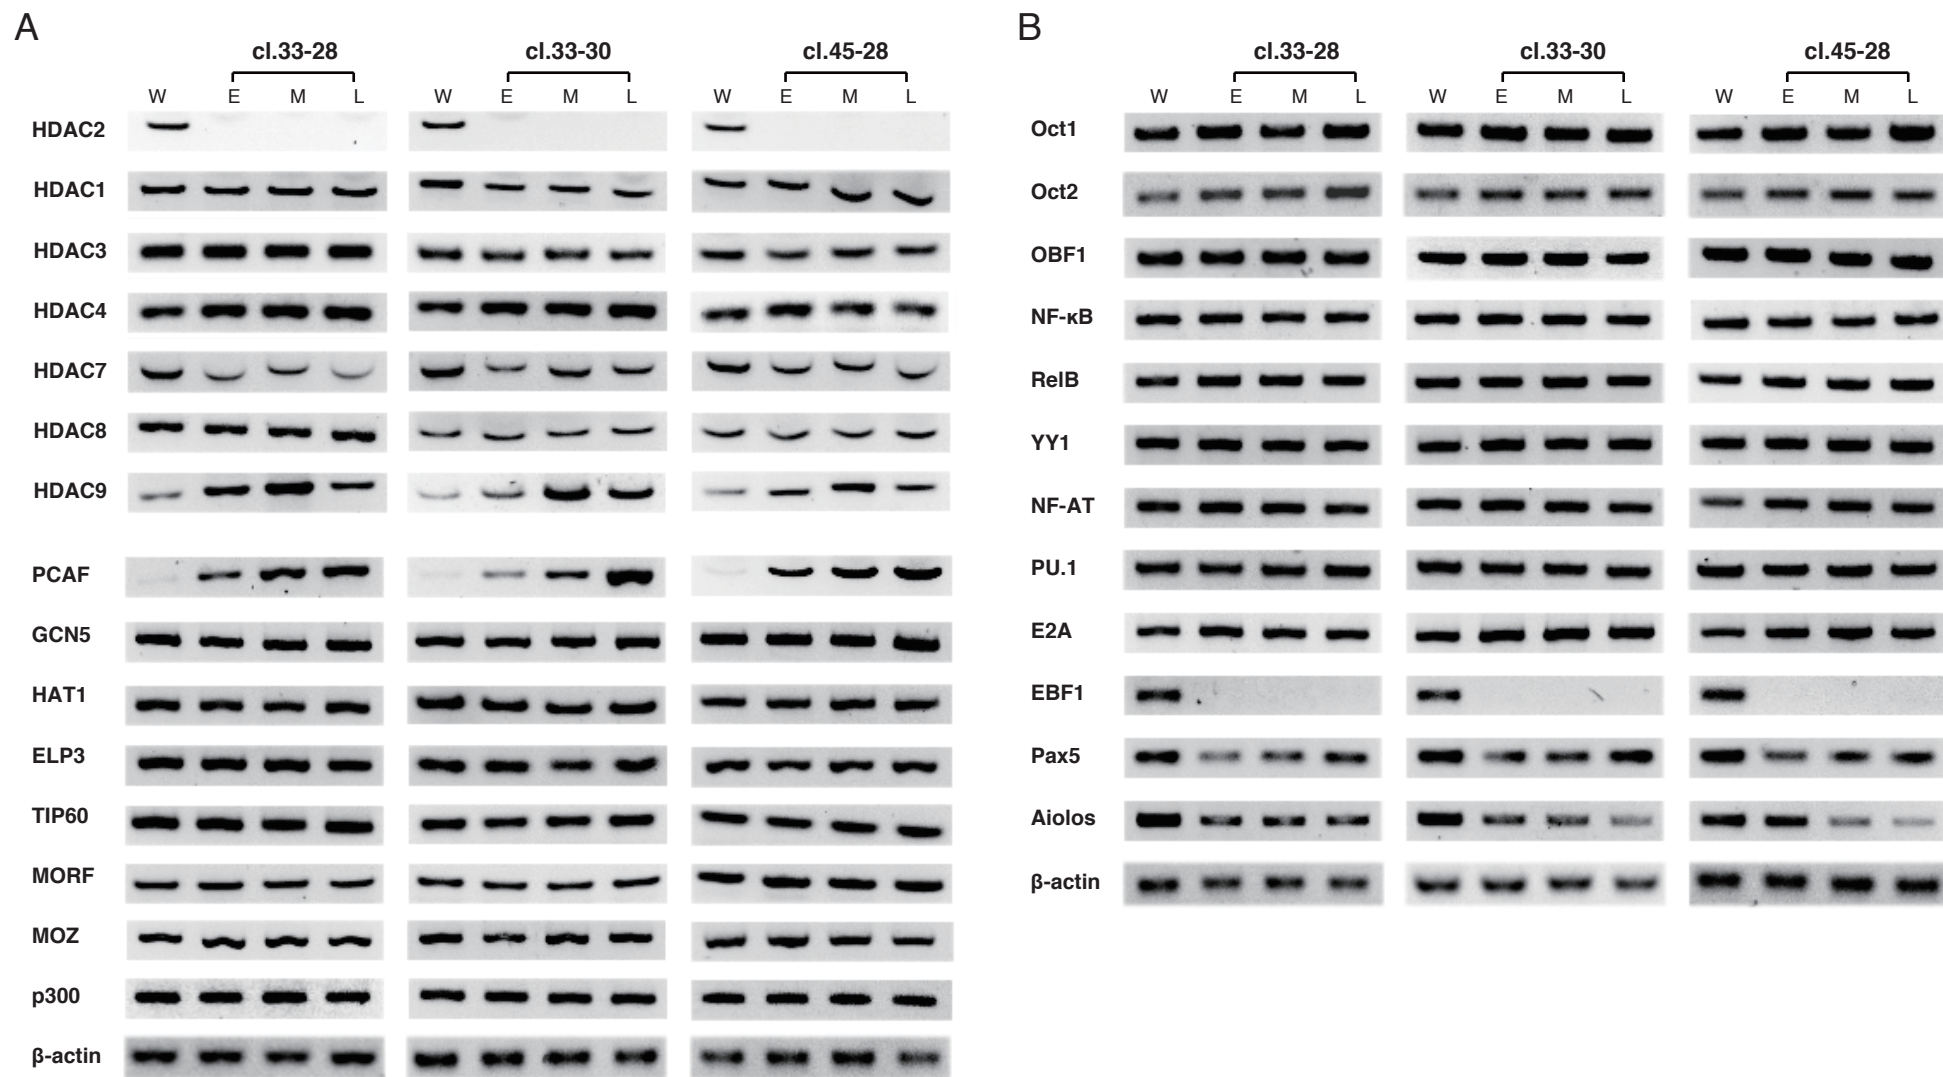 A
cl.33-28 cl.33-30 cl.45-28
W E M L W E M L W E M L
HDAC2
HDAC1
HDAC3
HDAC4
HDAC7
HDAC8
HDAC9
PCAF
GCN5
HAT1
ELP3
TIP60
MORF
MOZ
p300
β-actin
B
cl.33-28 cl.33-30 cl.45-28
W E M L W E M L W E M L
Oct1
Oct2
OBF1
NF-κB
RelB
YY1
NF-AT
PU.1
E2A
EBF1
Pax5
Aiolos
β-actin